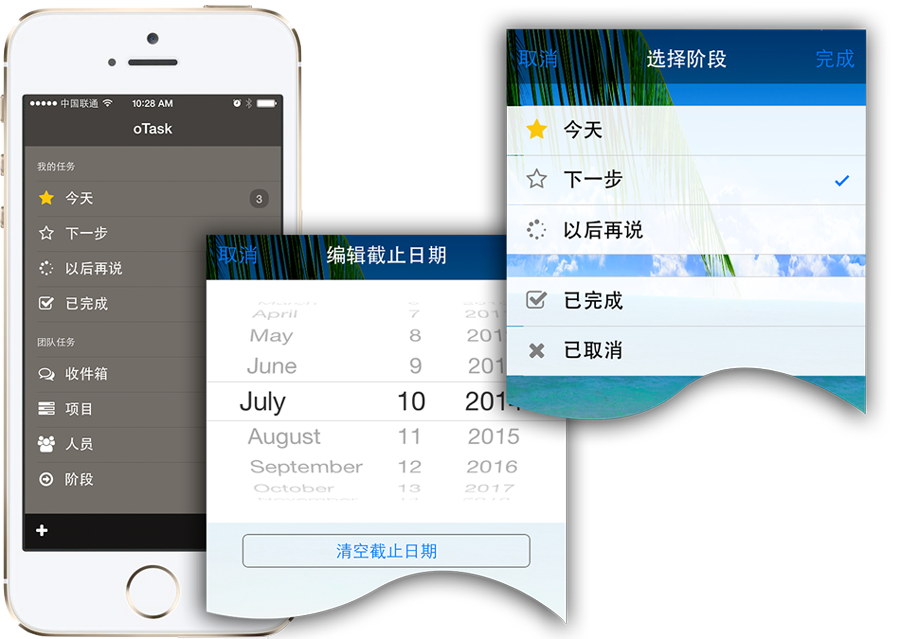 中国联通 10:28 AM
oTask
我的任务
今天 3
下一步
以后再说
已完成
团队任务
收件箱
项目
人员
阶段
取消 编辑截止日期
April 7 201
May 8 201
June 9 201
July 10 2014
August 11 2015
September 12 2016
October 13 2017
清空截止日期
取消 选择阶段 完成
今天
下一步
以后再说
已完成
已取消